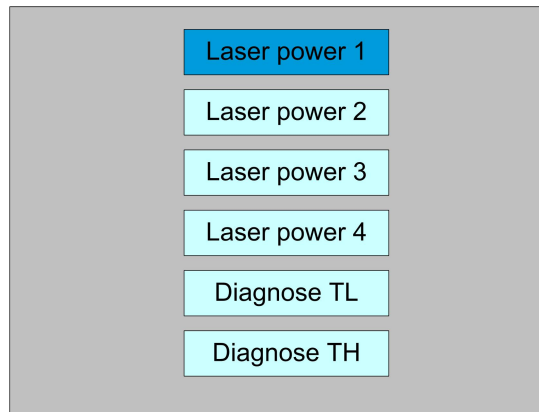 Laser power 1
Laser power 2
Laser power 3
Laser power 4
Diagnose TL
Diagnose TH